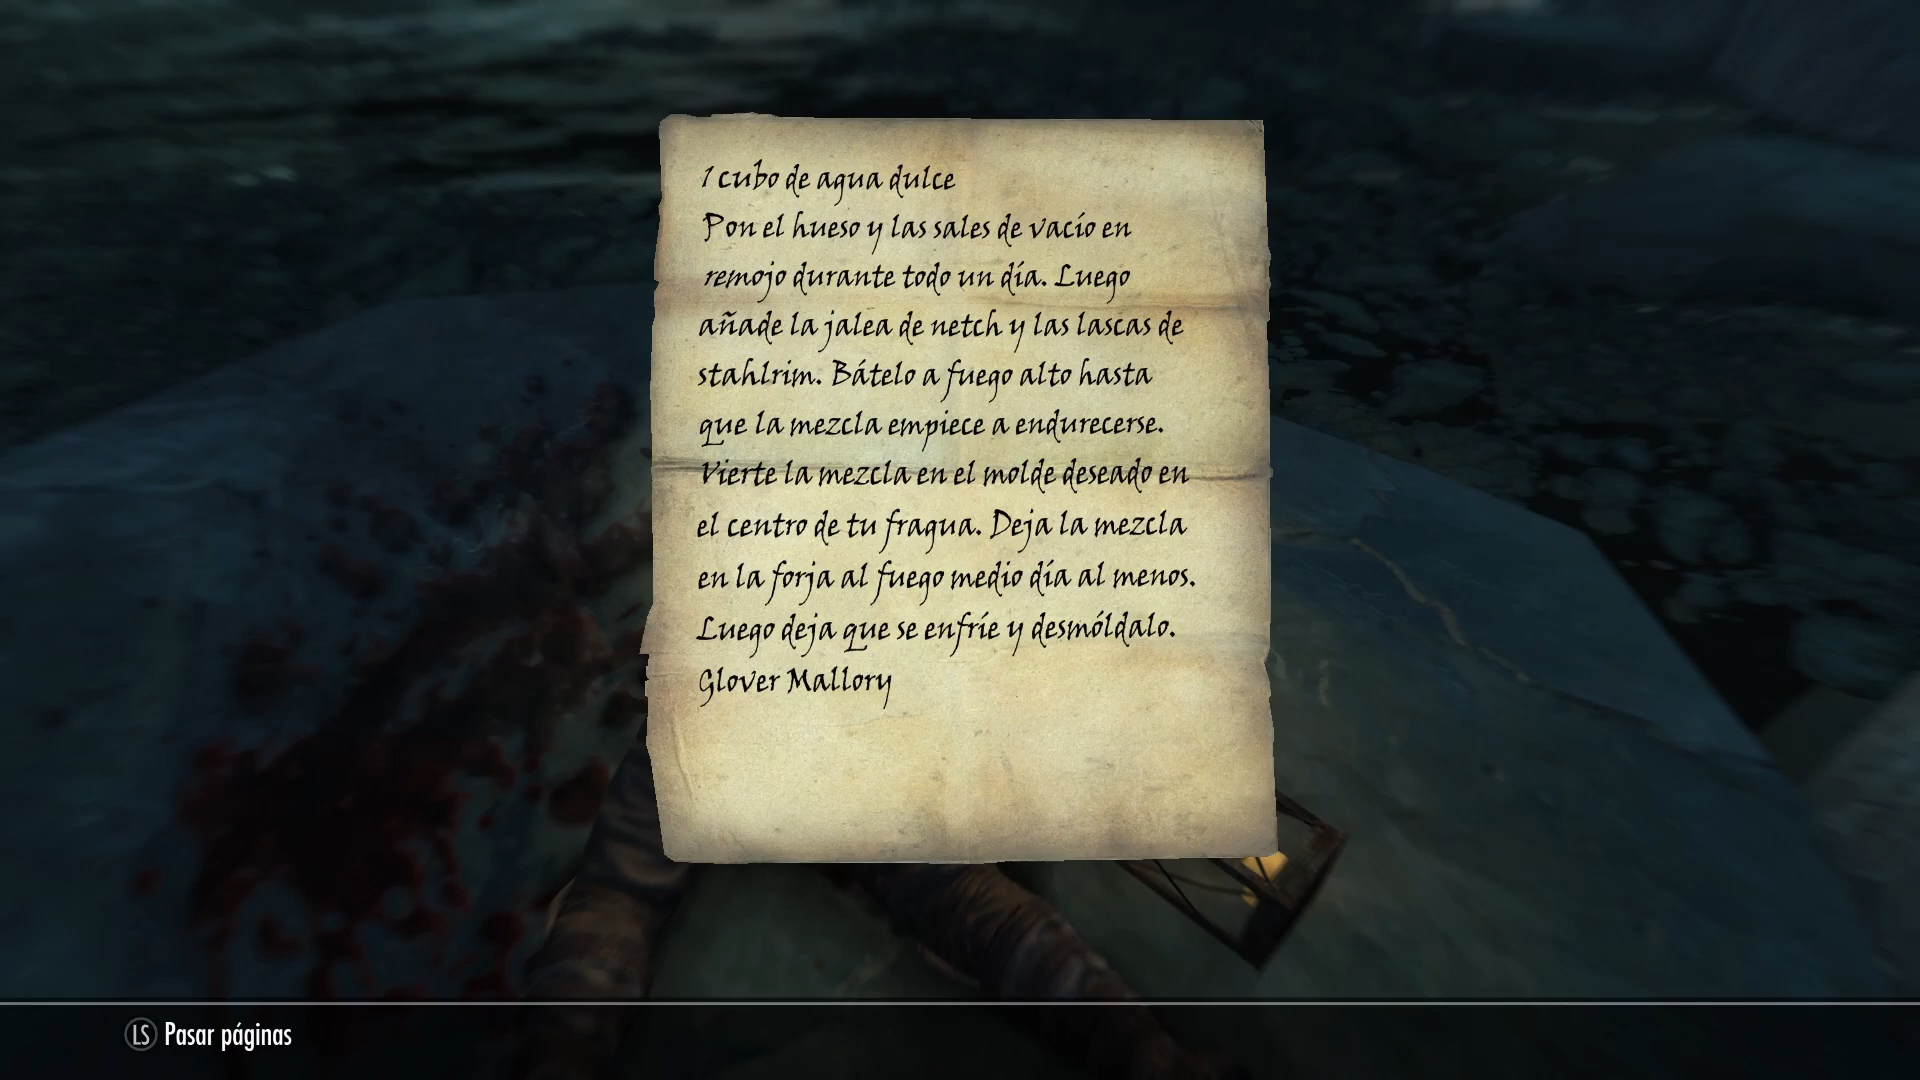 1 cubo de agua dulce
Pon el hueso y las sales de vacío en
remojo durante todo un día. Luego
añade la jalea de netch y las lascas de
stahlrim. Bátelo a fuego alto hasta
que la mezcla empiece a endurecerse.
Vierte la mezcla en el molde deseado en
el centro de tu fragua. Deja la mezcla
en la forja al fuego medio día al menos.
Luego deja que se enfríe y desmóldalo.
Glover Mallory
LS Pasar páginas